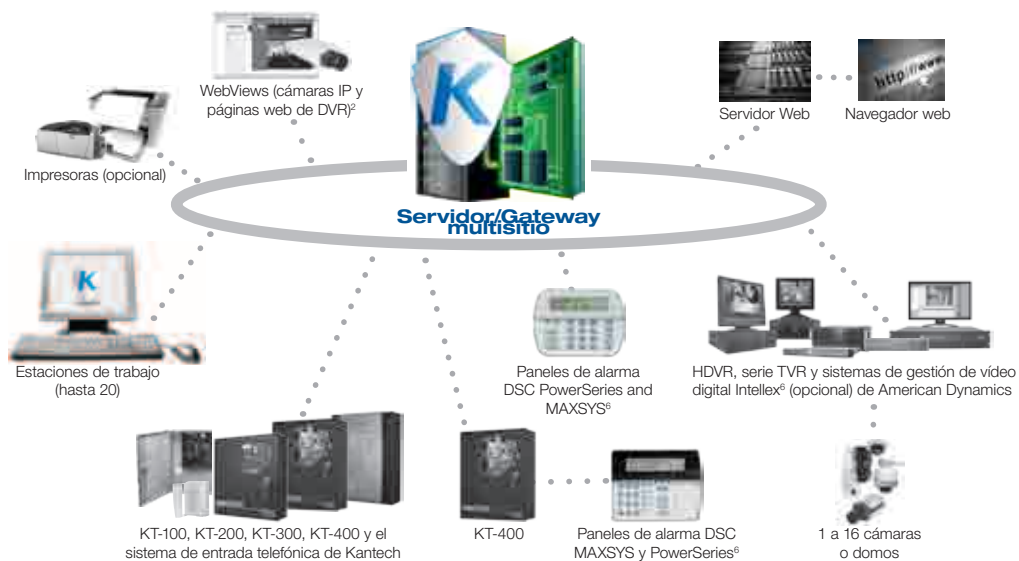 WebViews (cámaras IP y
páginas web de DVR)²
K
Servidor Web
http://www.
Navegador web
Impresoras (opcional)
Servidor/Gateway
multisitio
K
Estaciones de trabajo
(hasta 20)
Paneles de alarma
DSC PowerSeries and
MAXSYS⁶
HDVR, serie TVR y sistemas de gestión de vídeo
digital Intellex⁶ (opcional) de American Dynamics
KT-100, KT-200, KT-300, KT-400 y el
sistema de entrada telefónica de Kantech
KT-400
Paneles de alarma DSC
MAXSYS y PowerSeries⁶
1 a 16 cámaras
o domos